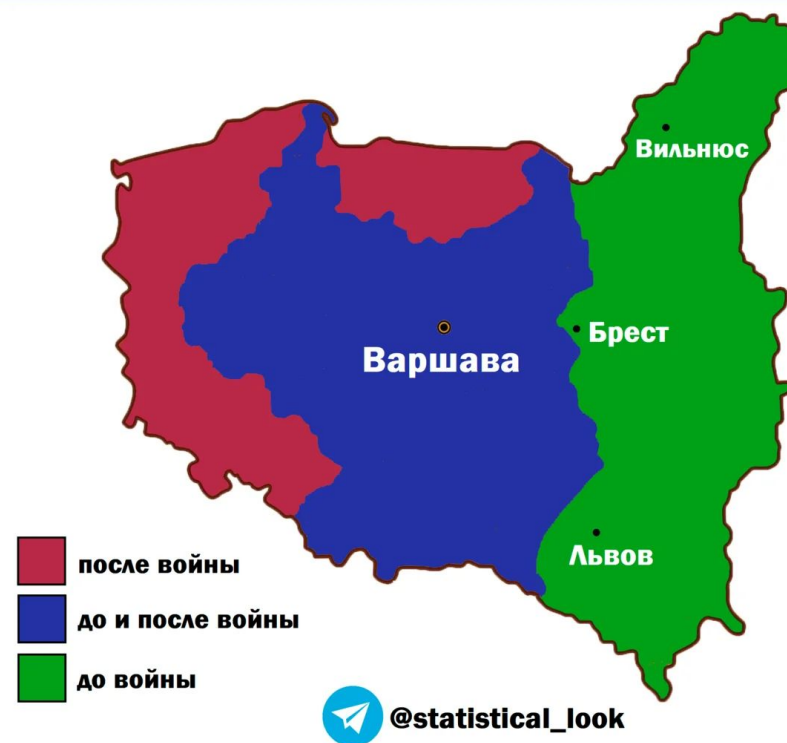 Вильнюс
Брест
Варшава
Львов
после войны
до и после войны
до войны
@statistical_look